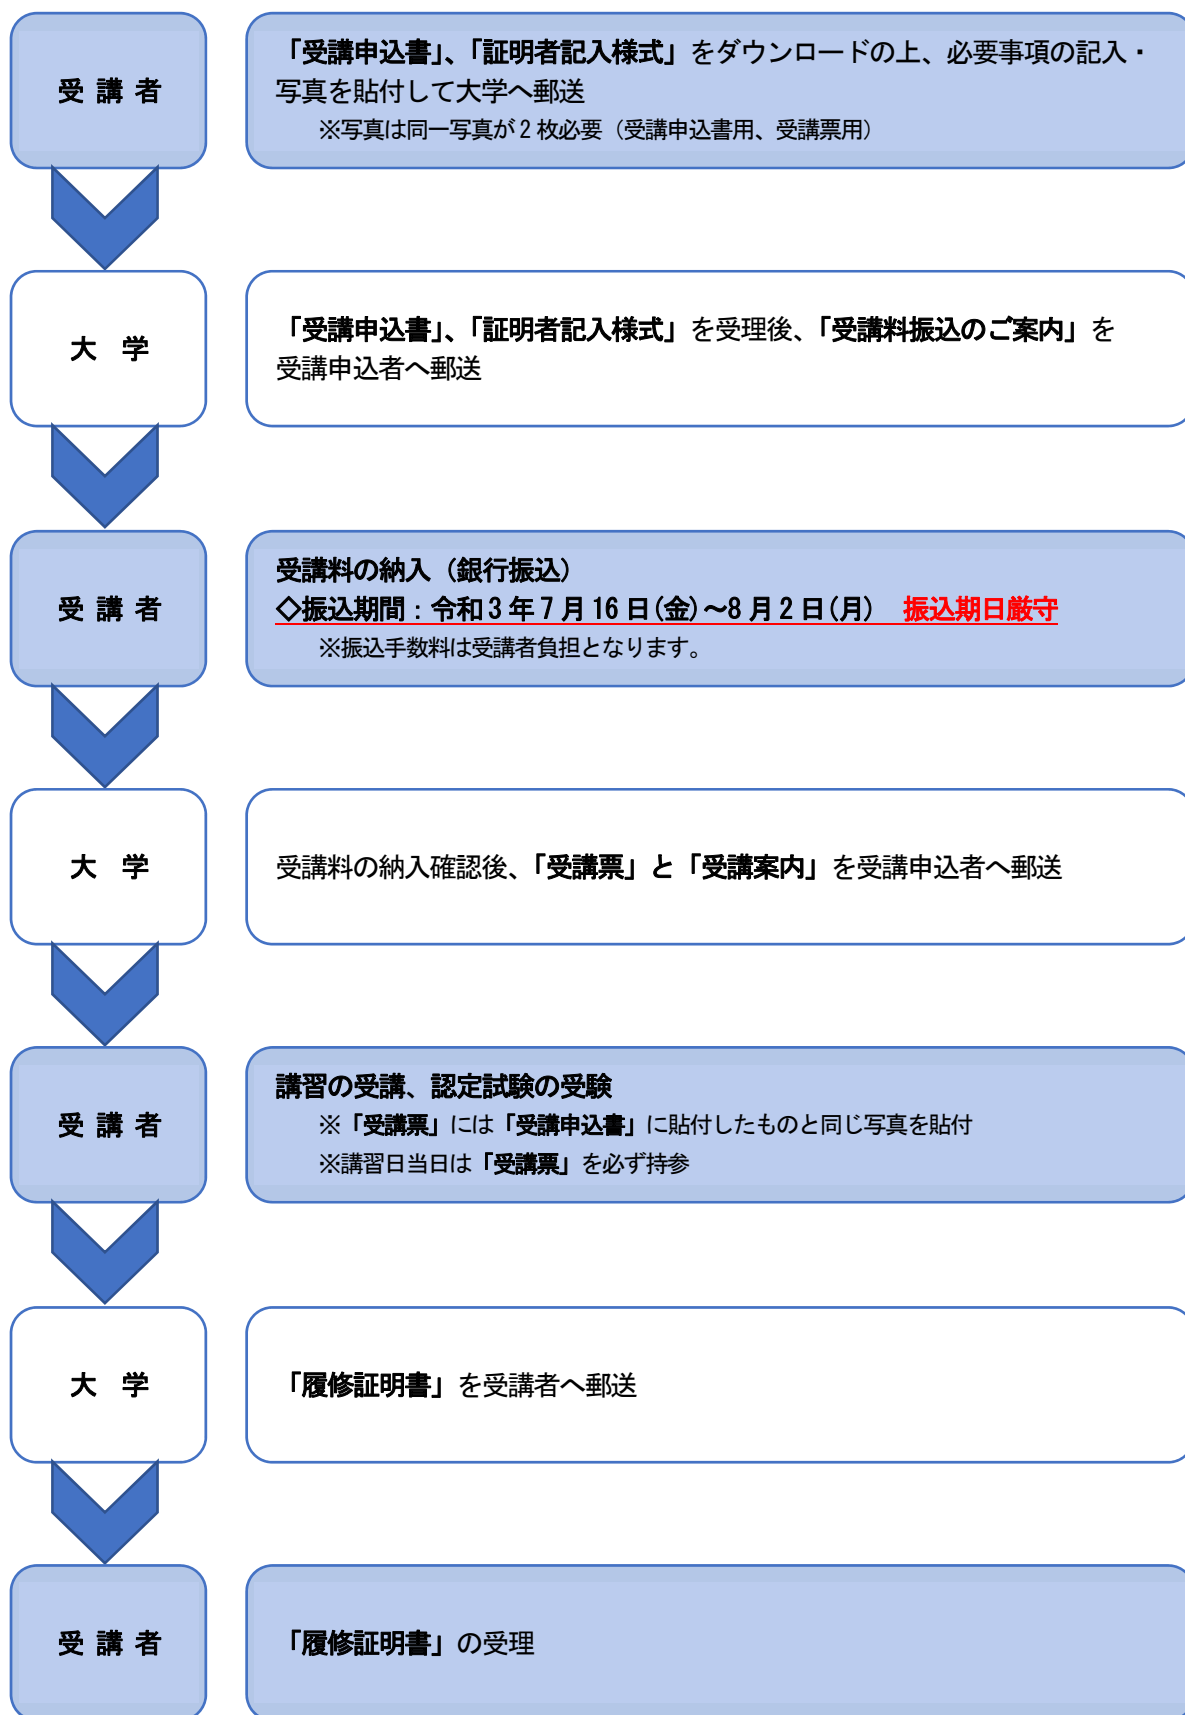 受 講 者
「受講申込書」、「証明者記入様式」をダウンロードの上、必要事項の記入・
写真を貼付して大学へ郵送
※写真は同一写真が2枚必要（受講申込書用、受講票用）
大 学
「受講申込書」、「証明者記入様式」を受理後、「受講料振込のご案内」を
受講申込者へ郵送
受 講 者
受講料の納入（銀行振込）
◇振込期間：令和3年7月16日(金)～8月2日(月) 振込期日厳守
※振込手数料は受講者負担となります。
大 学
受講料の納入確認後、「受講票」と「受講案内」を受講申込者へ郵送
受 講 者
講習の受講、認定試験の受験
※「受講票」には「受講申込書」に貼付したものと同じ写真を貼付
※講習日当日は「受講票」を必ず持参
大 学
「履修証明書」を受講者へ郵送
受 講 者
「履修証明書」の受理